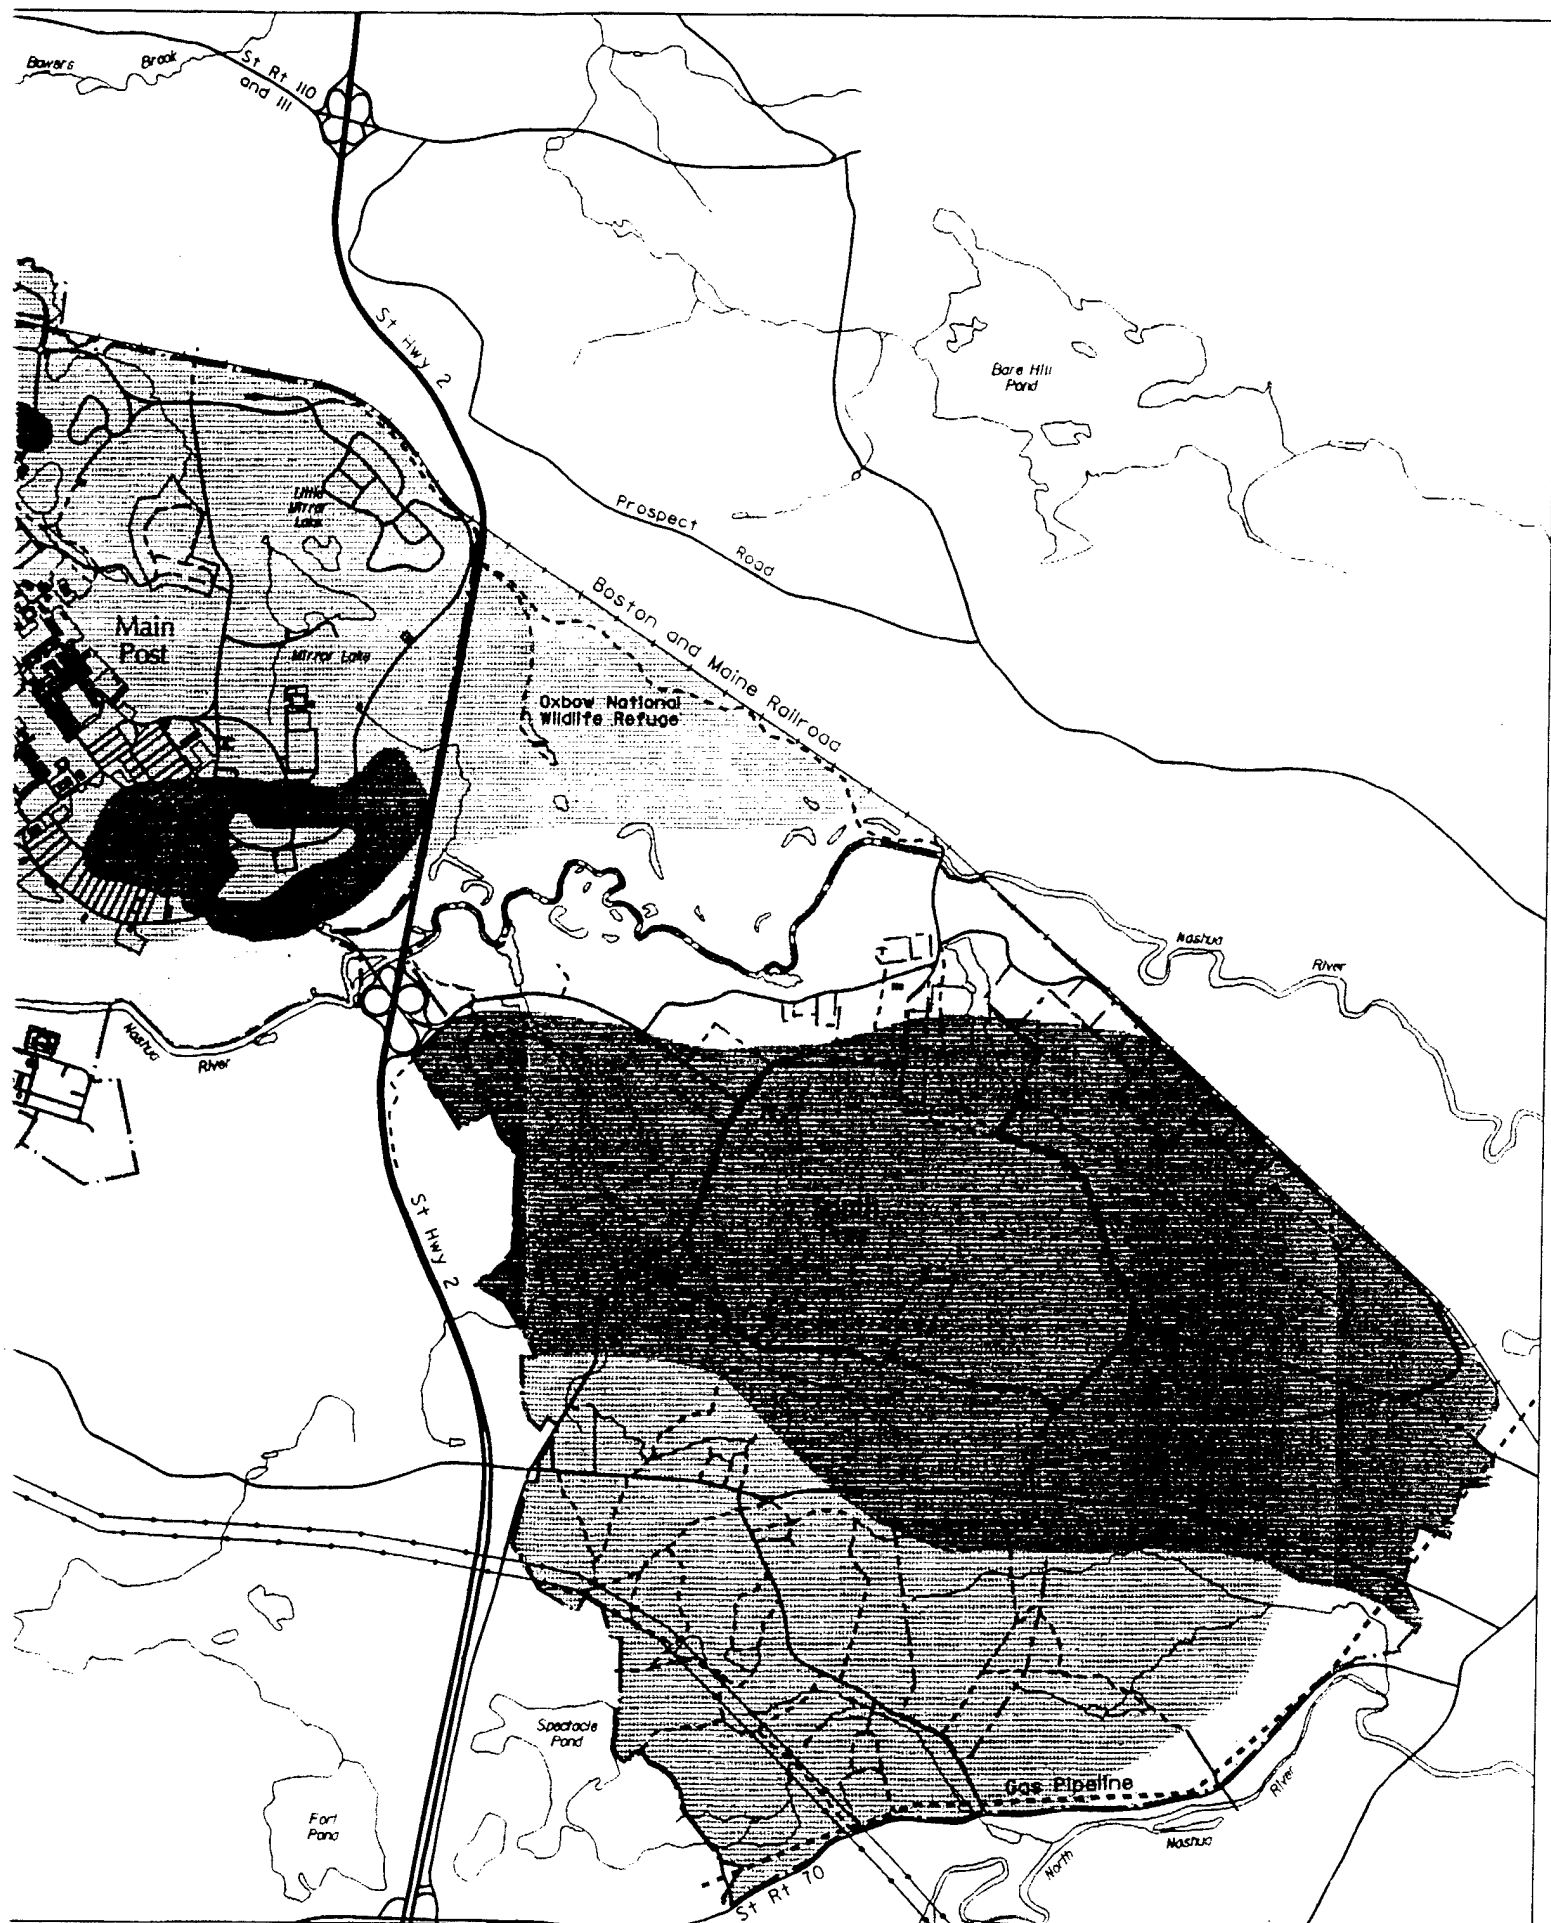 Bowers Brook
St Rt 110
and 111
St Hwy 2
Bare Hill
Pond
Little
Mirror
Lake
Prospect
Road
Boston and Maine Railroad
Main
Post
Mirror Lake
Oxbow National
Wildlife Refuge
Nashua
River
Nashua
River
St Hwy 2
Spectacle
Pond
Gas Pipeline
Fort
Pond
St Rt 70
North
Nashua
River